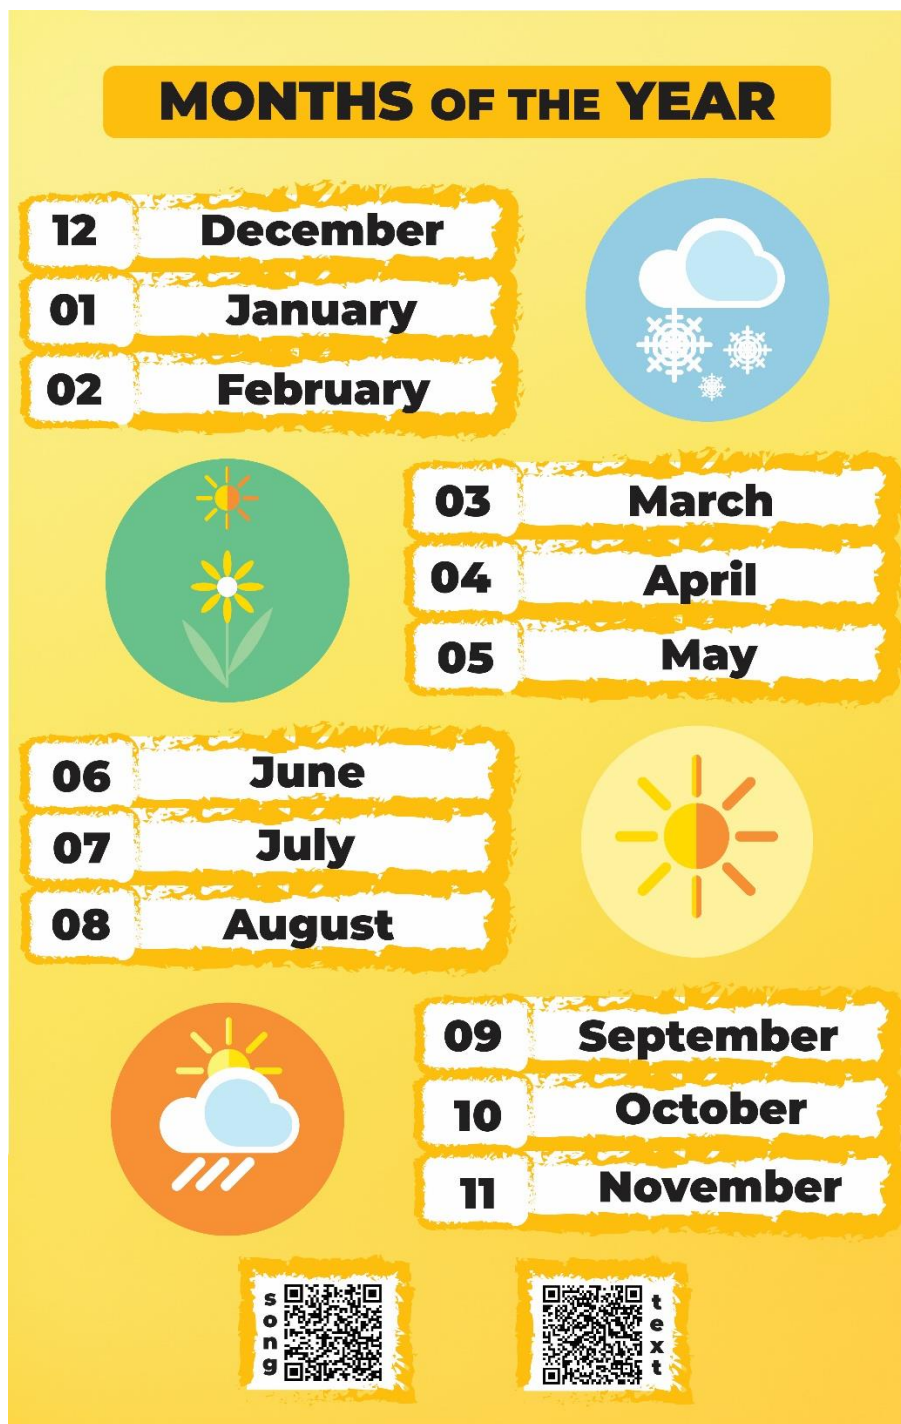 MONTHS OF THE YEAR
12 December
01 January
02 February
03 March
04 April
05 May
06 June
07 July
08 August
09 September
10 October
11 November
song
text